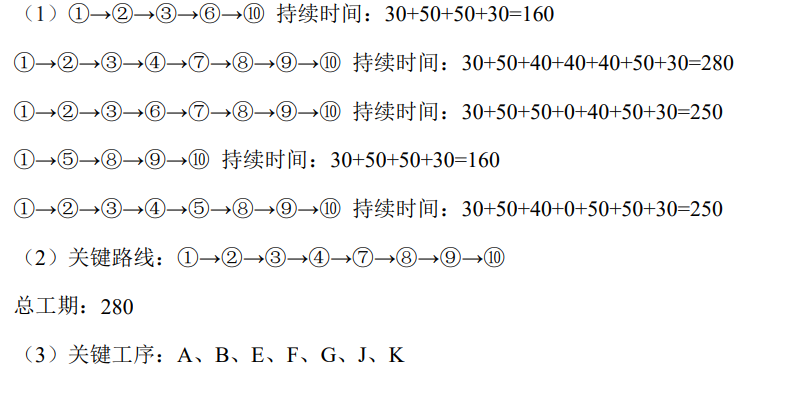 （1）①→②→③→⑥→⑩ 持续时间：30+50+50+30=160
①→②→③→④→⑦→⑧→⑨→⑩ 持续时间：30+50+40+40+40+50+30=280
①→②→③→⑥→⑦→⑧→⑨→⑩ 持续时间：30+50+50+0+40+50+30=250
①→⑤→⑧→⑨→⑩ 持续时间：30+50+50+30=160
①→②→③→④→⑤→⑧→⑨→⑩ 持续时间：30+50+40+0+50+50+30=250
（2）关键路线：①→②→③→④→⑦→⑧→⑨→⑩
总工期：280
（3）关键工序：A、B、E、F、G、J、K